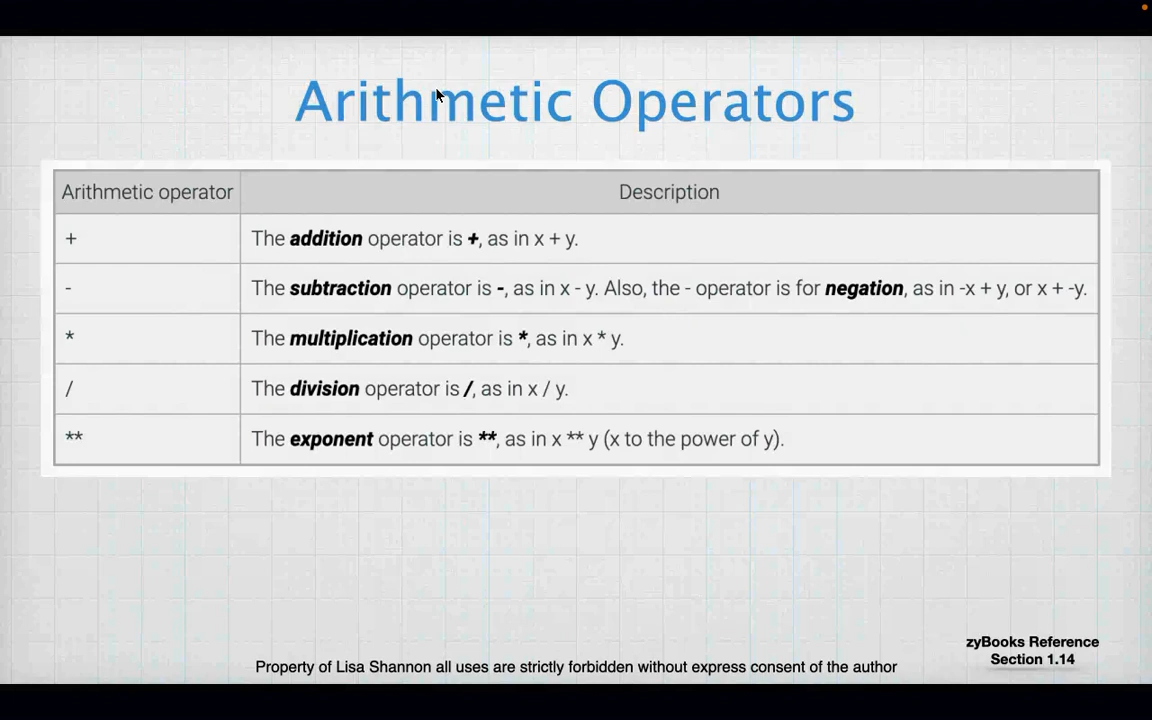 Arithmetic Operators
Arithmetic operator Description
+ The addition operator is +, as in x + y.
- The subtraction operator is -, as in x - y. Also, the - operator is for negation, as in -x + y, or x + -y.
* The multiplication operator is *, as in x * y.
/ The division operator is /, as in x / y.
** The exponent operator is **, as in x ** y (x to the power of y).
zyBooks Reference
Section 1.14
Property of Lisa Shannon all uses are strictly forbidden without express consent of the author